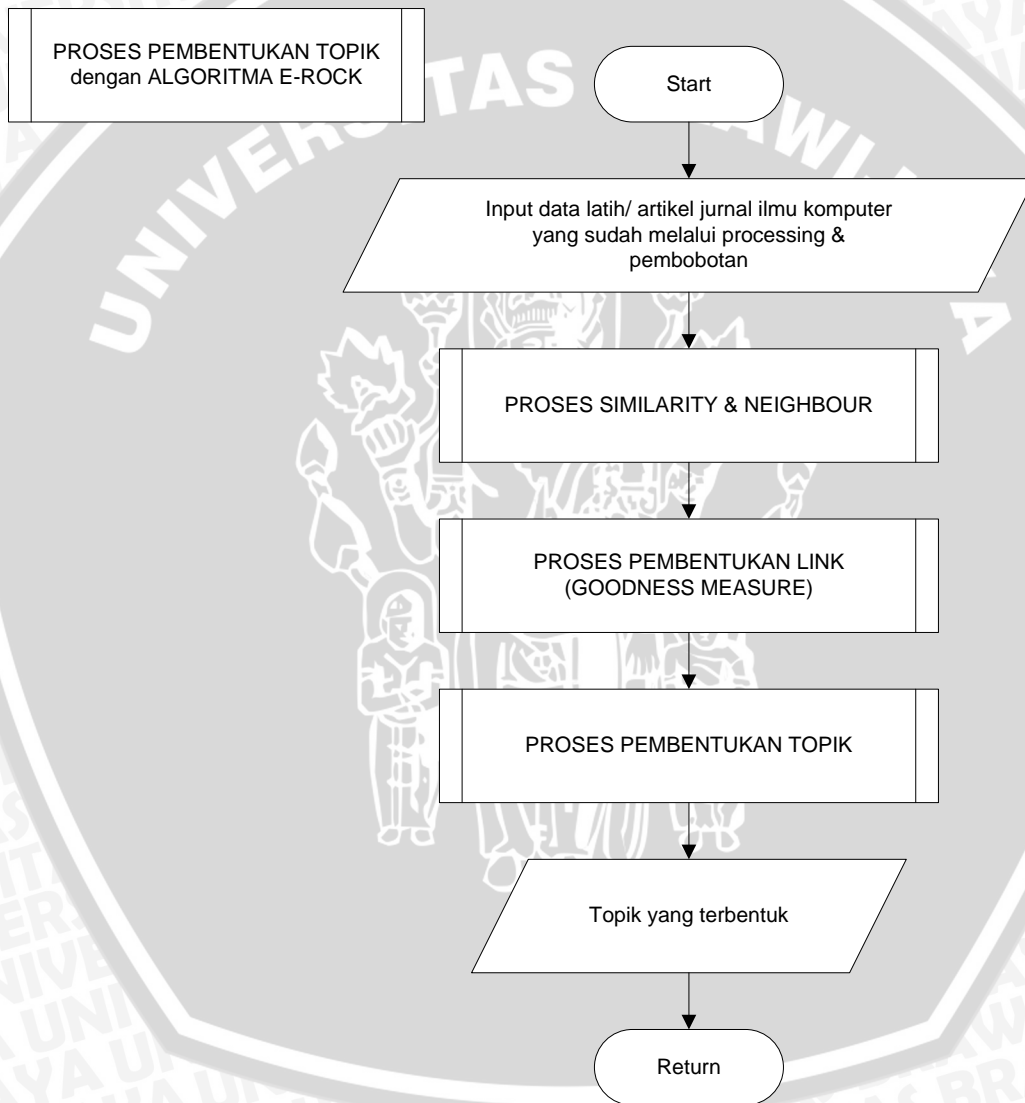 PROSES PEMBENTUKAN TOPIK
dengan ALGORITMA E-ROCK
Start
Input data latih/ artikel jurnal ilmu komputer
yang sudah melalui processing &
pembobotan
PROSES SIMILARITY & NEIGHBOUR
PROSES PEMBENTUKAN LINK
(GOODNESS MEASURE)
PROSES PEMBENTUKAN TOPIK
Topik yang terbentuk
Return